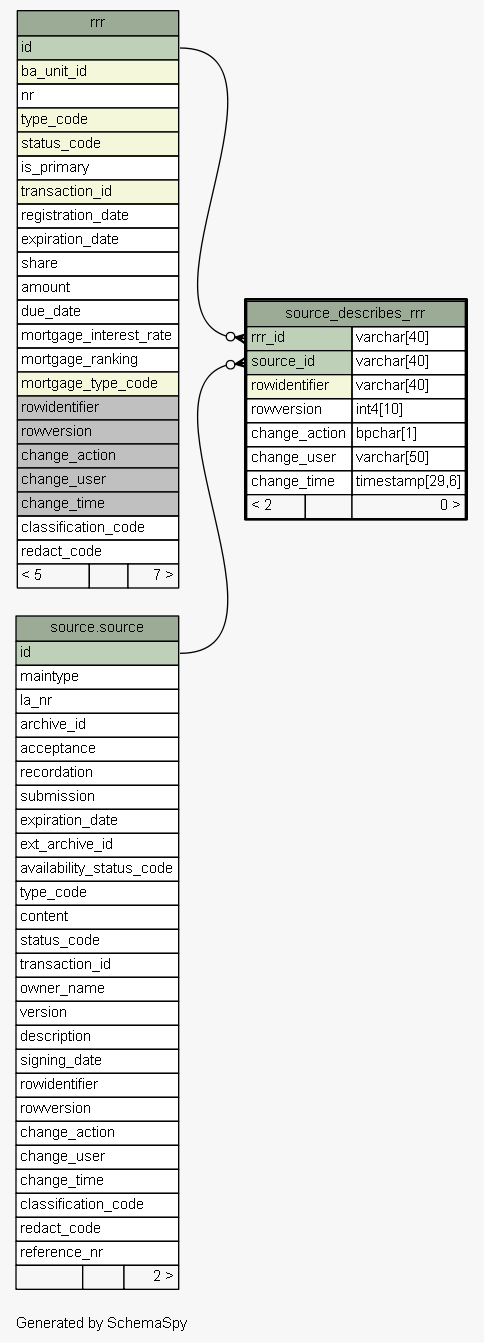 rrr
id
ba_unit_id
nr
type_code
status_code
is_primary
transaction_id
registration_date
expiration_date
share
amount
due_date
mortgage_interest_rate
mortgage_ranking
mortgage_type_code
rowidentifier
rowversion
change_action
change_user
change_time
classification_code
redact_code
< 5 7 >
source_describes_rrr
rrr_id varchar[40]
source_id varchar[40]
rowidentifier varchar[40]
rowversion int4[10]
change_action bpchar[1]
change_user varchar[50]
change_time timestamp[29,6]
< 2 0 >
source.source
id
maintype
la_nr
archive_id
acceptance
recordation
submission
expiration_date
ext_archive_id
availability_status_code
type_code
content
status_code
transaction_id
owner_name
version
description
signing_date
rowidentifier
rowversion
change_action
change_user
change_time
classification_code
redact_code
reference_nr
2 >
Generated by SchemaSpy